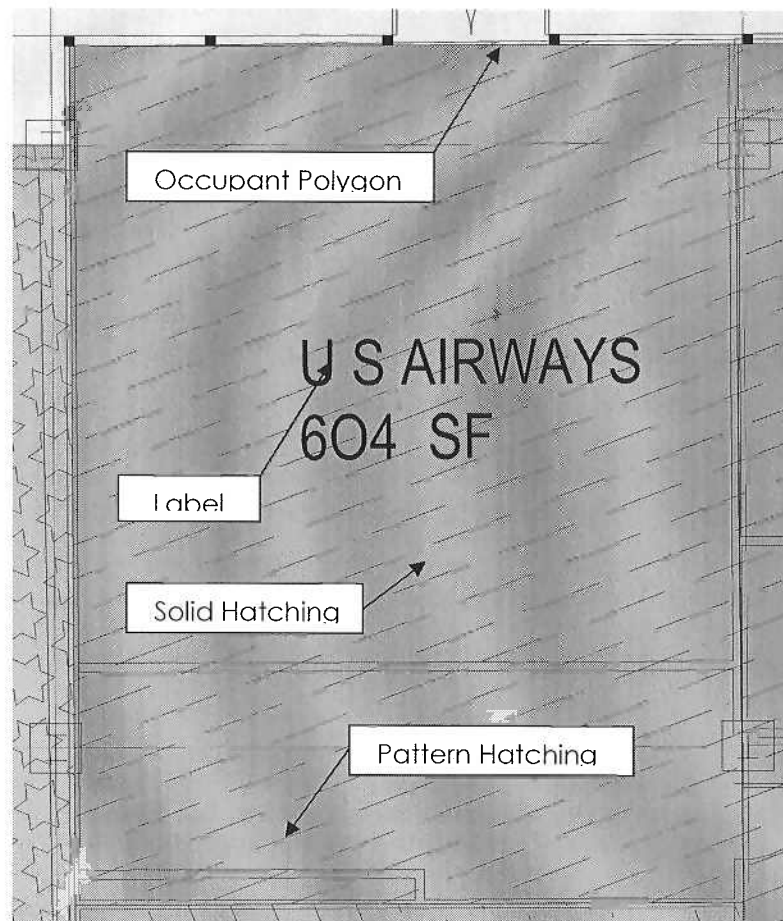 Occupant Polygon
U S AIRWAYS
604 SF
Label
Solid Hatching
Pattern Hatching